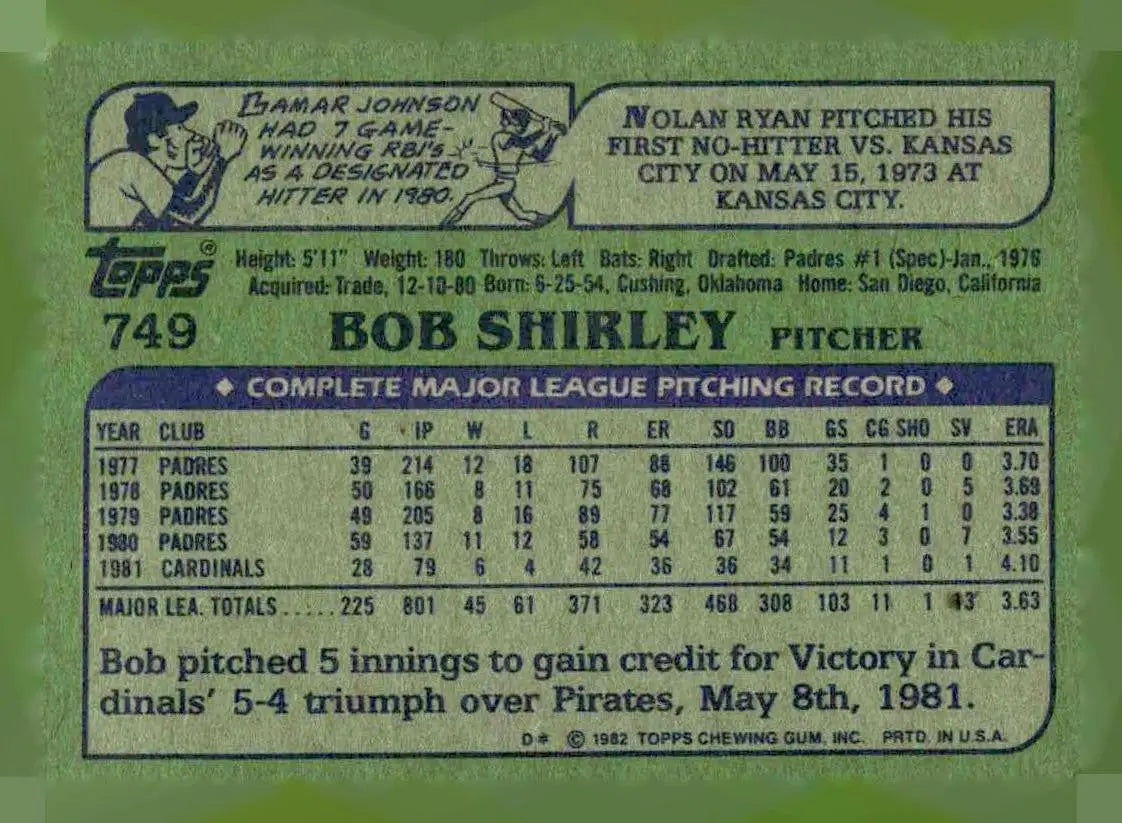 LAMAR JOHNSON
HAD 7 GAME-
WINNING RBI'S
AS A DESIGNATED
HITTER IN 1980.
NOLAN RYAN PITCHED HIS
FIRST NO-HITTER VS. KANSAS
CITY ON MAY 15, 1973 AT
KANSAS CITY.
topps®
Height: 5'11" Weight: 180 Throws: Left Bats: Right Drafted: Padres #1 (Spec)-Jan., 1976
Acquired: Trade, 12-10-80 Born: 6-25-54, Cushing, Oklahoma Home: San Diego, California
749 BOB SHIRLEY PITCHER
◆ COMPLETE MAJOR LEAGUE PITCHING RECORD ◆
YEAR CLUB G IP W L R ER SO BB GS CG SHO SV ERA
1977 PADRES 39 214 12 18 107 88 146 100 35 1 0 0 3.70
1978 PADRES 50 166 8 11 75 68 102 61 20 2 0 5 3.69
1979 PADRES 49 205 8 16 89 77 117 59 25 4 1 0 3.38
1980 PADRES 59 137 11 12 58 54 67 54 12 3 0 7 3.55
1981 CARDINALS 28 79 6 4 42 36 36 34 11 1 0 1 4.10
MAJOR LEA. TOTALS..... 225 801 45 61 371 323 468 308 103 11 1 13 3.63
Bob pitched 5 innings to gain credit for Victory in Car-
dinals' 5-4 triumph over Pirates, May 8th, 1981.
D* © 1982 TOPPS CHEWING GUM, INC. PRTD. IN U.S.A.